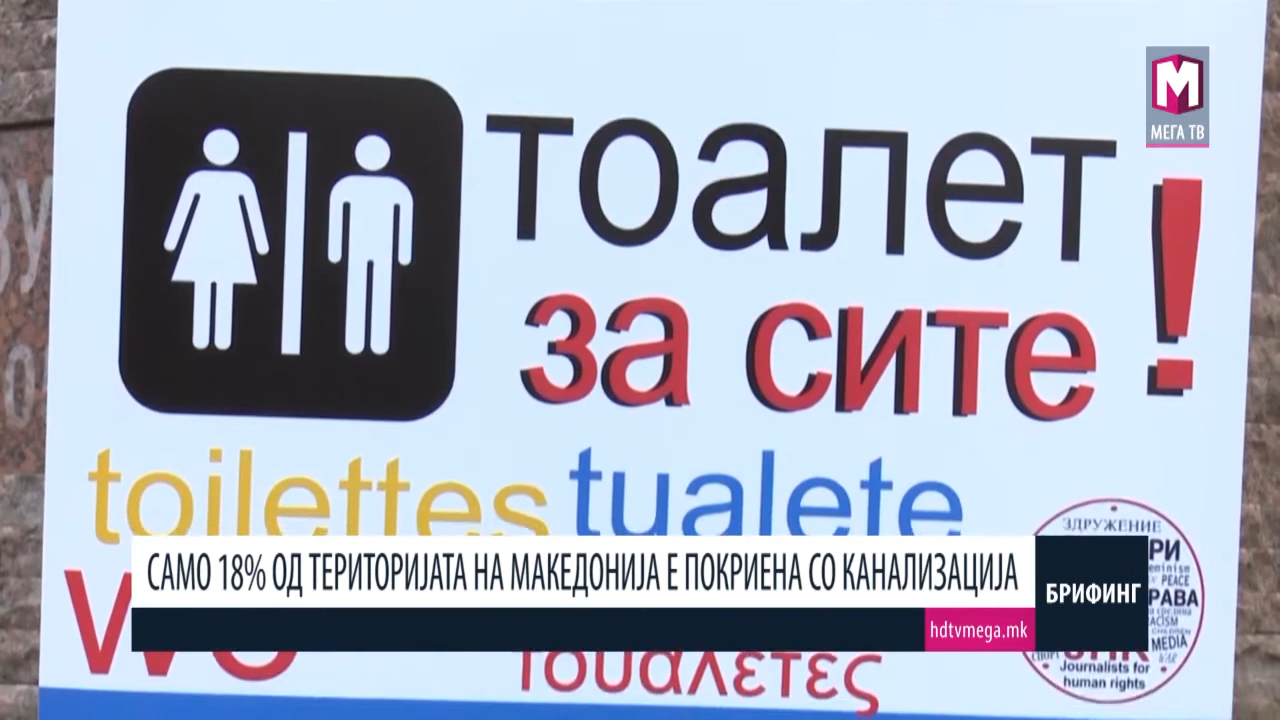 МЕГА ТВ
тоалет
за сите!
toilettes tualete
САМО 18% ОД ТЕРИТОРИЈАТА НА МАКЕДОНИЈА Е ПОКРИЕНА СО КАНАЛИЗАЦИЈА
БРИФИНГ
hdtvmega.mk
τουαλέτες
ЗДРУЖЕНИЕ
PEACE
MEDIA
Journalists for
human rights